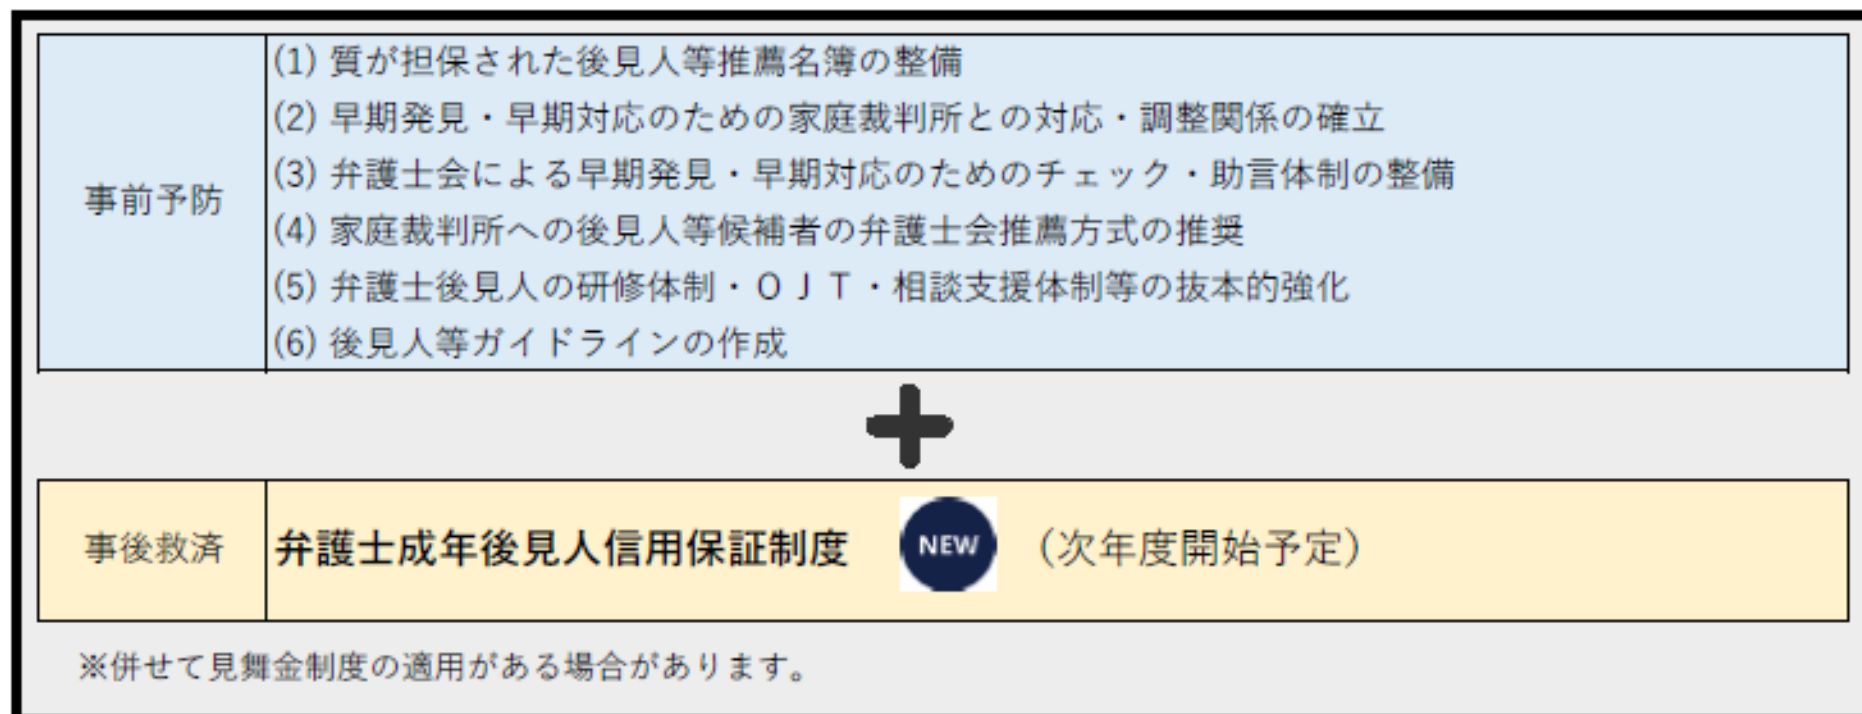 事前予防
(1) 質が担保された後見人等推薦名簿の整備
(2) 早期発見・早期対応のための家庭裁判所との対応・調整関係の確立
(3) 弁護士会による早期発見・早期対応のためのチェック・助言体制の整備
(4) 家庭裁判所への後見人等候補者の弁護士会推薦方式の推奨
(5) 弁護士後見人の研修体制・ＯＪＴ・相談支援体制等の抜本的強化
(6) 後見人等ガイドラインの作成
事後救済
弁護士成年後見人信用保証制度 NEW （次年度開始予定）
※併せて見舞金制度の適用がある場合があります。